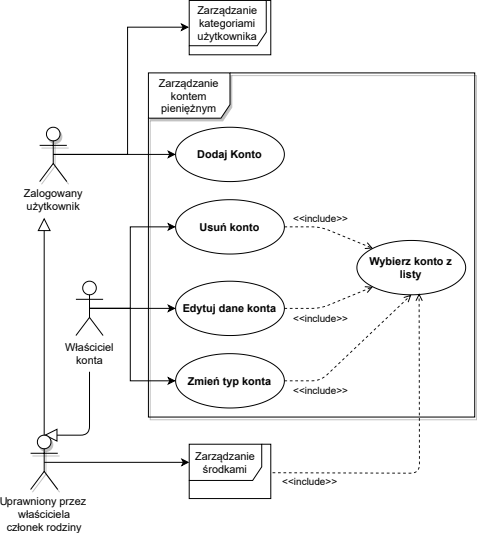 Zarządzanie
kategoriami
użytkownika
Zarządzanie
kontem
pieniężnym
Dodaj Konto
Zalogowany
użytkownik
Usuń konto
<<include>>
Wybierz konto z
listy
Edytuj dane konta
<<include>>
Właściciel
konta
Zmień typ konta
<<include>>
Zarządzanie
środkami
<<include>>
Uprawniony przez
właściciela
członek rodziny